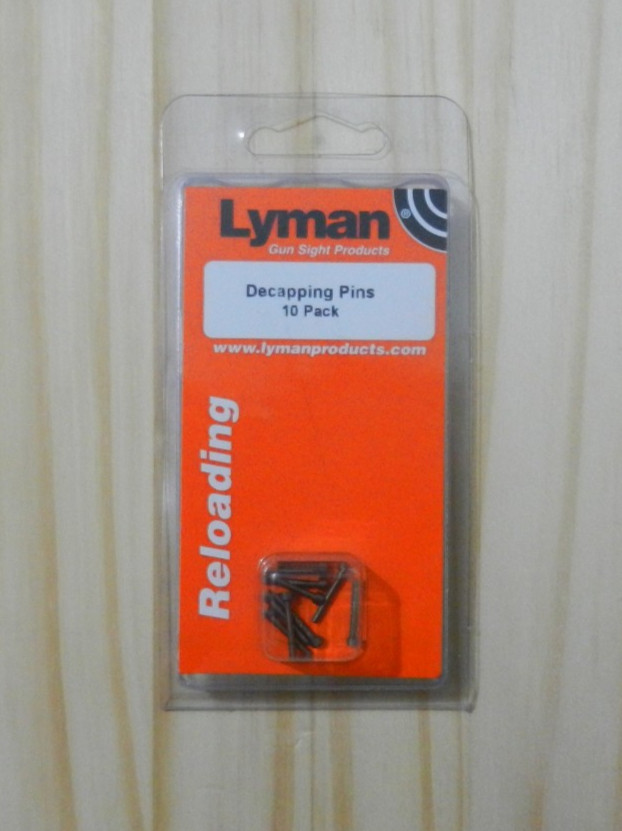 Lyman
®
Gun Sight Products
Decapping Pins
10 Pack
www.lymanproducts.com
Reloading